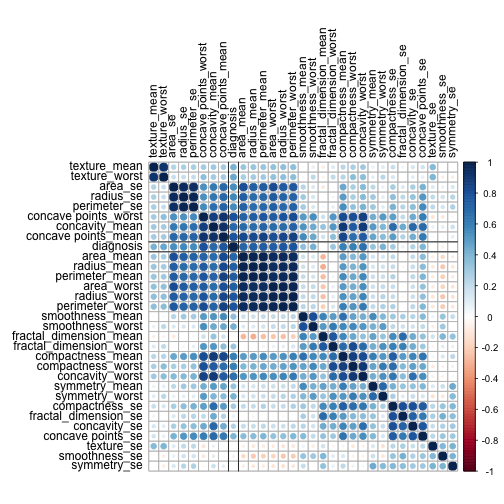 texture_mean
texture_worst
area_se
radius_se
perimeter_se
concave points_worst
concavity_mean
concave points_mean
diagnosis
area_mean
radius_mean
perimeter_mean
area_worst
radius_worst
perimeter_worst
smoothness_mean
smoothness_worst
fractal_dimension_mean
fractal_dimension_worst
compactness_mean
compactness_worst
concavity_worst
symmetry_mean
symmetry_worst
compactness_se
fractal_dimension_se
concavity_se
concave points_se
texture_se
smoothness_se
symmetry_se
texture_mean
texture_worst
area_se
radius_se
perimeter_se
concave points_worst
concavity_mean
concave points_mean
diagnosis
area_mean
radius_mean
perimeter_mean
area_worst
radius_worst
perimeter_worst
smoothness_mean
smoothness_worst
fractal_dimension_mean
fractal_dimension_worst
compactness_mean
compactness_worst
concavity_worst
symmetry_mean
symmetry_worst
compactness_se
fractal_dimension_se
concavity_se
concave points_se
texture_se
smoothness_se
symmetry_se
1
0.8
0.6
0.4
0.2
0
-0.2
-0.4
-0.6
-0.8
-1